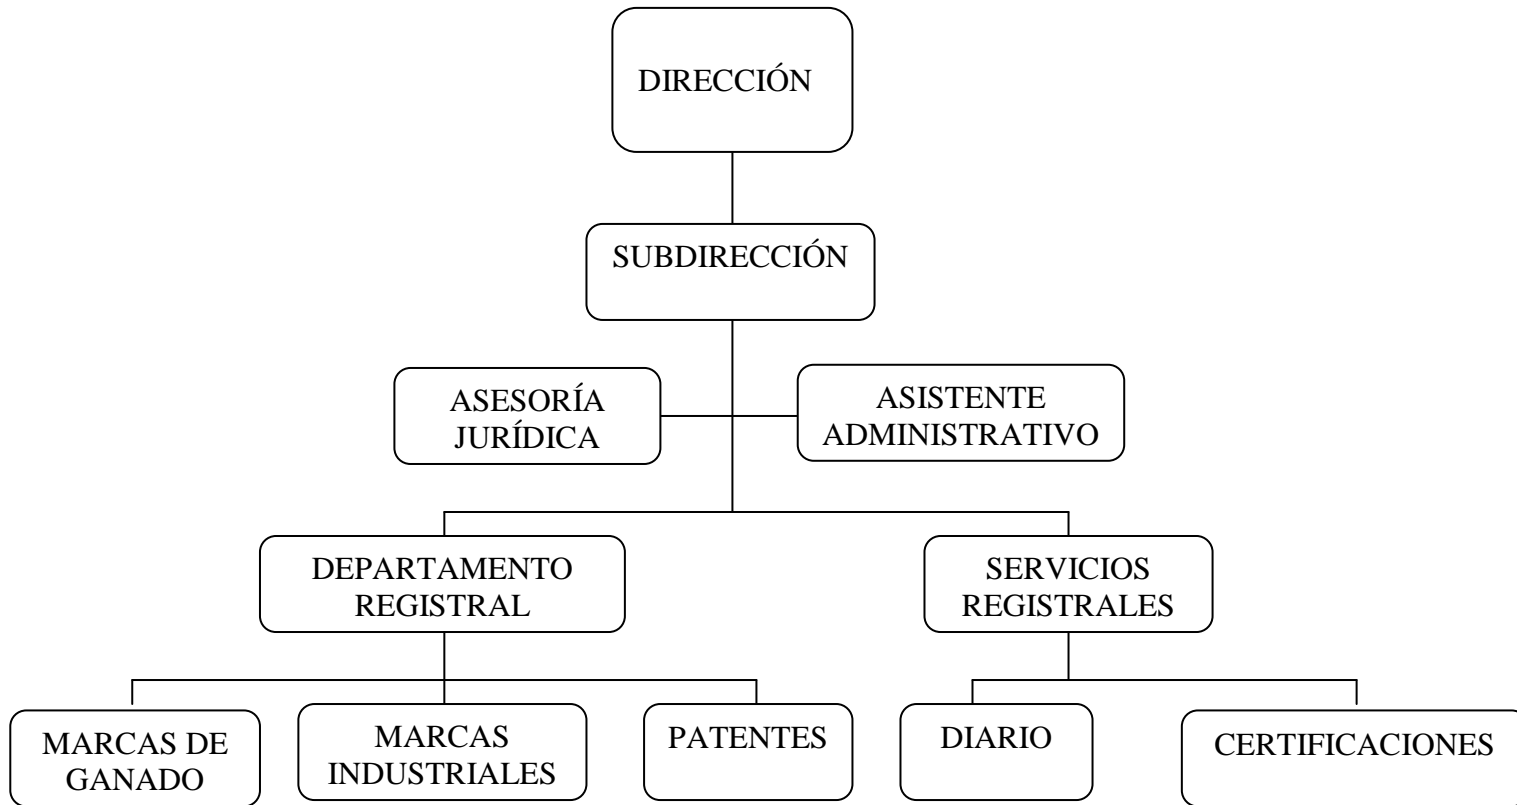 DIRECCIÓN
SUBDIRECCIÓN
ASESORÍA
JURÍDICA
ASISTENTE
ADMINISTRATIVO
DEPARTAMENTO
REGISTRAL
SERVICIOS
REGISTRALES
MARCAS DE
GANADO
MARCAS
INDUSTRIALES
PATENTES
DIARIO
CERTIFICACIONES